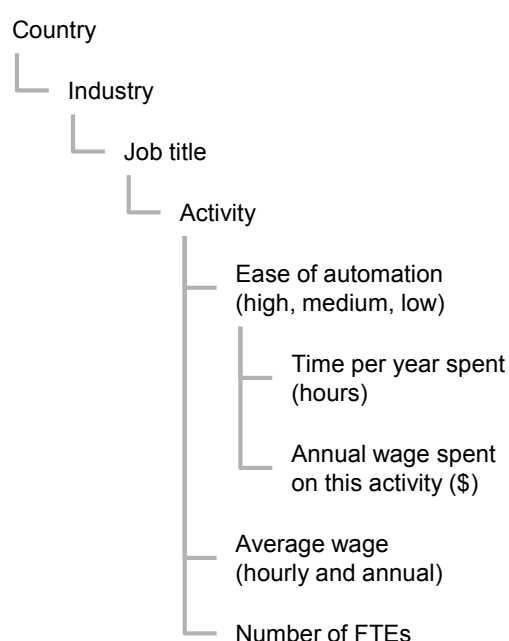 Country
Industry
Job title
Activity
Ease of automation
(high, medium, low)
Time per year spent
(hours)
Annual wage spent
on this activity ($)
Average wage
(hourly and annual)
Number of FTEs